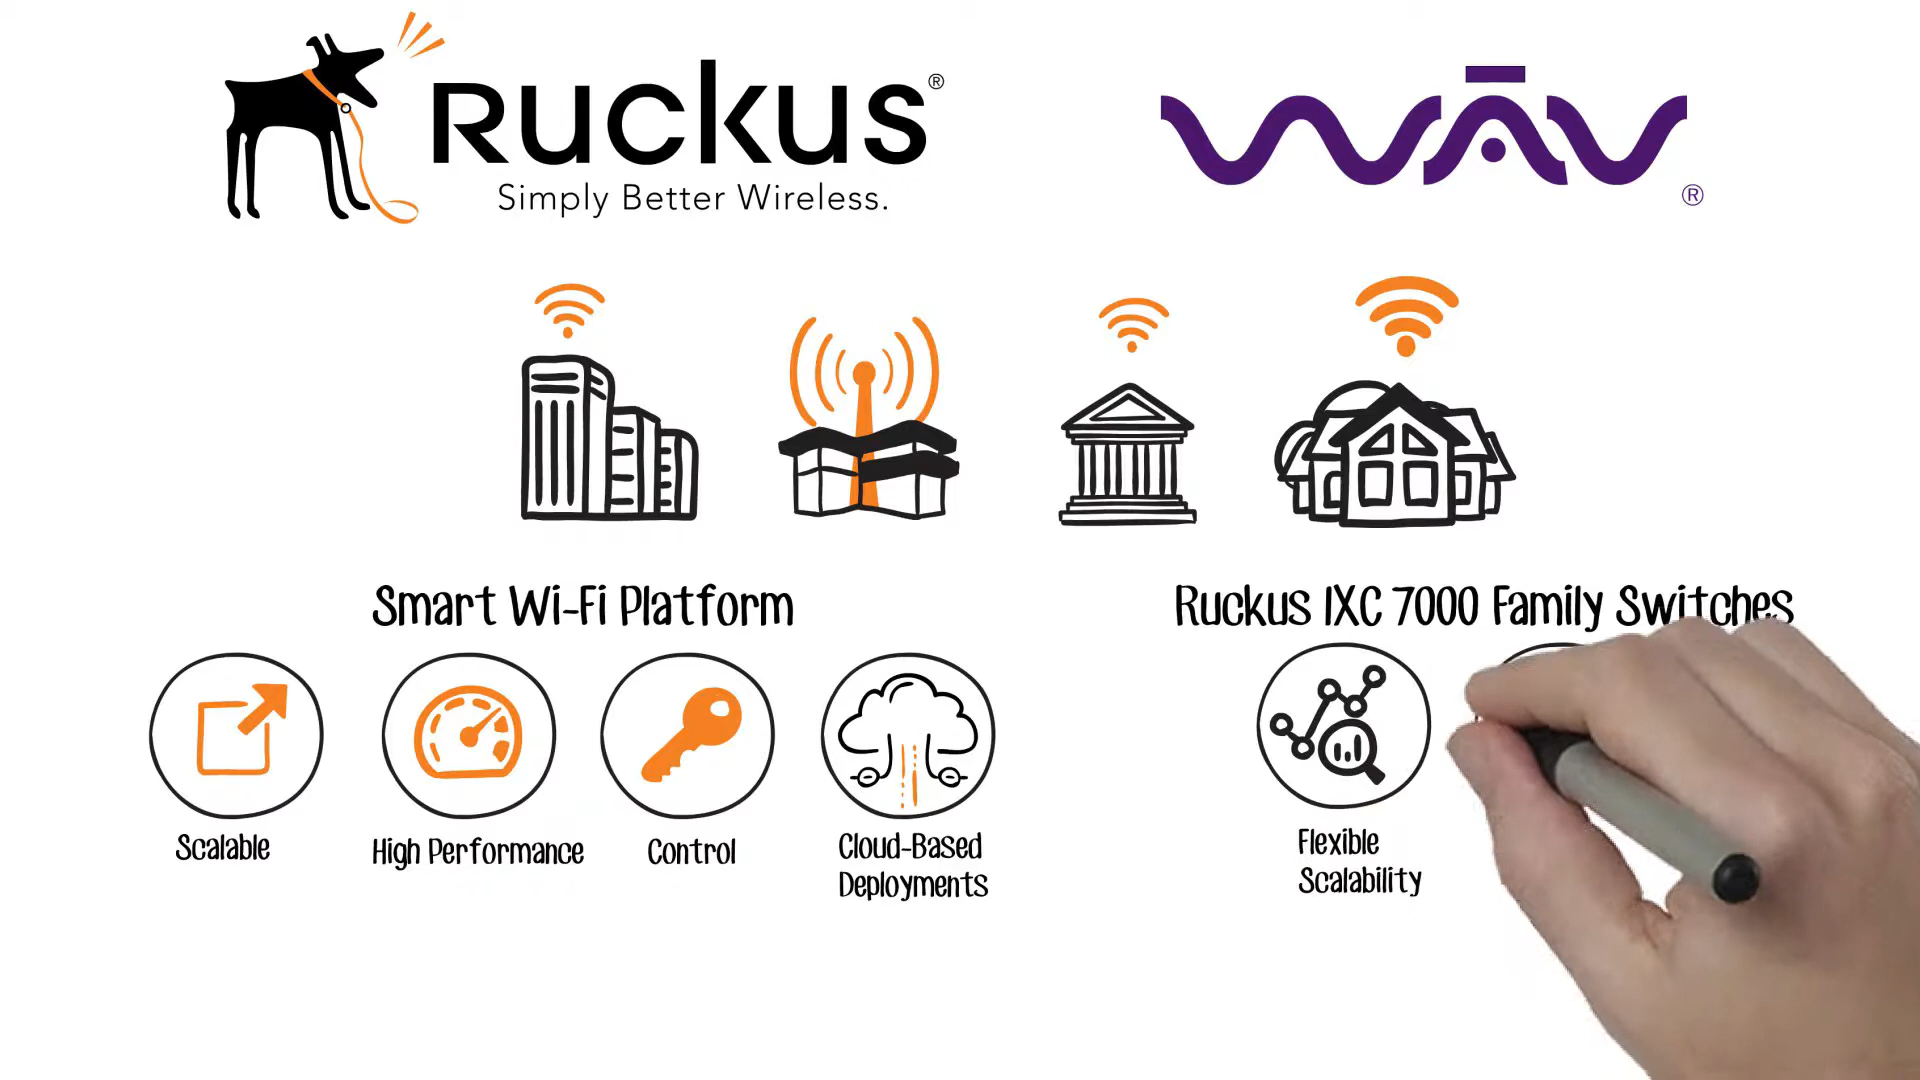 RUCKUS®
Simply Better Wireless.
WĀV®
Smart Wi-Fi Platform
Ruckus IXC 7000 Family Switches
Scalable
High Performance
Control
Cloud-Based
Deployments
Flexible
Scalability